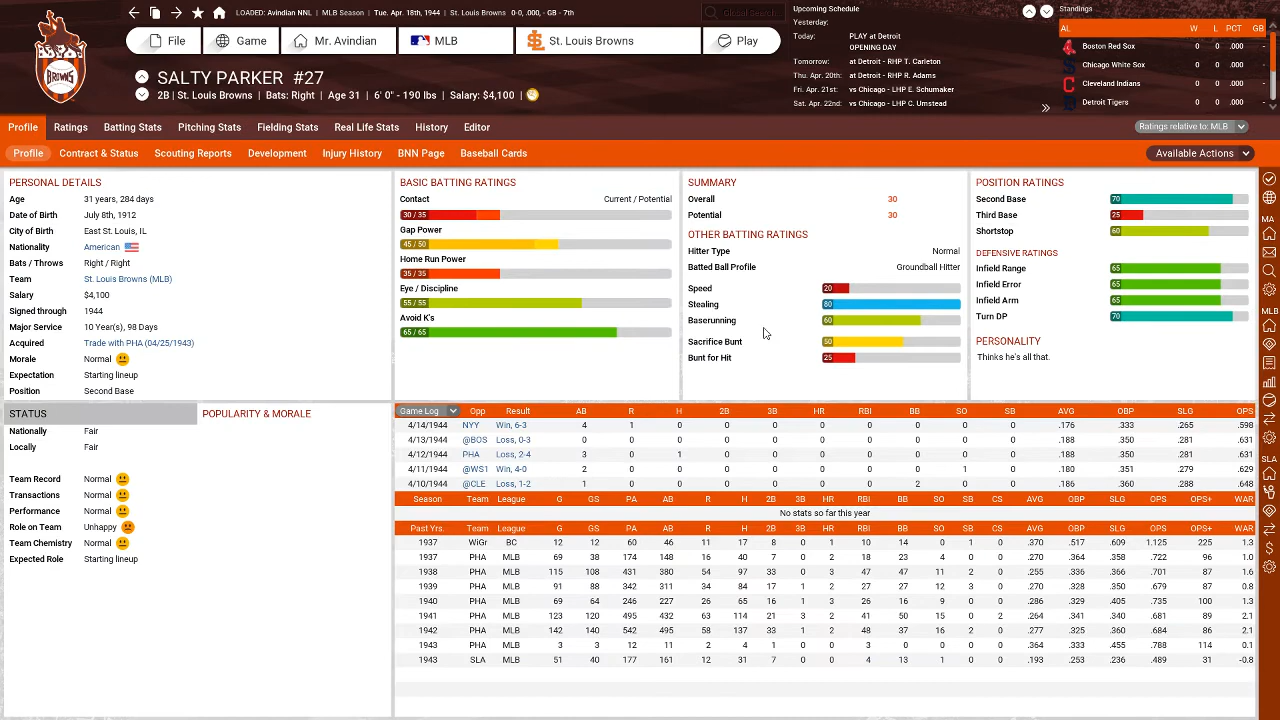 LOADED: Avindian NNL | MLB Season | Tue. Apr. 18th, 1944 | St. Louis Browns 0-0, .000, - GB - 7th
Global Search...
File Game Mr. Avindian MLB St. Louis Browns Play
Upcoming Schedule
Yesterday:
Today: PLAY at Detroit
OPENING DAY
Tomorrow: at Detroit - RHP T. Carleton
Thu. Apr. 20th: at Detroit - RHP R. Adams
Fri. Apr. 21st: vs Chicago - LHP E. Schumaker
Sat. Apr. 22nd: vs Chicago - LHP C. Umstead
Standings
AL W L PCT GB
Boston Red Sox 0 0 .000 -
Chicago White Sox 0 0 .000 -
Cleveland Indians 0 0 .000 -
Detroit Tigers 0 0 .000 -
BROWNS
SALTY PARKER #27
2B | St. Louis Browns | Bats: Right | Age 31 | 6' 0" - 190 lbs | Salary: $4,100 |
Profile Ratings Batting Stats Pitching Stats Fielding Stats Real Life Stats History Editor
Ratings relative to: MLB
Profile Contract & Status Scouting Reports Development Injury History BNN Page Baseball Cards
Available Actions
PERSONAL DETAILS
Age 31 years, 284 days
Date of Birth July 8th, 1912
City of Birth East St. Louis, IL
Nationality American
Bats / Throws Right / Right
Team St. Louis Browns (MLB)
Salary $4,100
Signed through 1944
Major Service 10 Year(s), 98 Days
Acquired Trade with PHA (04/25/1943)
Morale Normal
Expectation Starting lineup
Position Second Base
BASIC BATTING RATINGS
Contact Current / Potential
30 / 35
Gap Power
45 / 50
Home Run Power
35 / 35
Eye / Discipline
55 / 55
Avoid K's
65 / 65
SUMMARY
Overall 30
Potential 30
OTHER BATTING RATINGS
Hitter Type Normal
Batted Ball Profile Groundball Hitter
Speed 20
Stealing 80
Baserunning 60
Sacrifice Bunt 50
Bunt for Hit 25
POSITION RATINGS
Second Base 70
Third Base 25
Shortstop 60
DEFENSIVE RATINGS
Infield Range 65
Infield Error 65
Infield Arm 65
Turn DP 70
PERSONALITY
Thinks he's all that.
MA
MLB
SLA
STATUS
Nationally Fair
Locally Fair
POPULARITY & MORALE
Team Record Normal
Transactions Normal
Performance Normal
Role on Team Unhappy
Team Chemistry Normal
Expected Role Starting lineup
Game Log Opp Result AB R H 2B 3B HR RBI BB SO SB AVG OBP SLG OPS
4/14/1944 NYY Win, 6-3 4 1 0 0 0 0 0 0 0 0 .176 .333 .265 .598
4/13/1944 @BOS Loss, 0-3 0 0 0 0 0 0 0 0 0 0 .188 .350 .281 .631
4/12/1944 PHA Loss, 2-4 3 0 1 0 0 0 0 0 0 0 .188 .350 .281 .631
4/11/1944 @WS1 Win, 4-0 2 0 0 0 0 0 0 0 1 0 .180 .351 .279 .629
4/10/1944 @CLE Loss, 1-2 1 0 0 0 0 0 0 2 0 0 .186 .360 .288 .648
Season Team League G GS PA AB R H 2B 3B HR RBI BB SO SB CS AVG OBP SLG OPS OPS+ WAR
No stats so far this year
Past Yrs. Team League G GS PA AB R H 2B 3B HR RBI BB SO SB CS AVG OBP SLG OPS OPS+ WAR
1937 WiGr BC 12 12 60 46 11 17 8 0 1 10 14 0 1 0 .370 .517 .609 1.125 225 1.3
1937 PHA MLB 69 38 174 148 16 40 7 0 2 18 23 4 0 0 .270 .364 .358 .722 96 1.0
1938 PHA MLB 115 108 431 380 54 97 18 0 3 47 47 11 2 0 .255 .336 .366 .701 87 1.6
1939 PHA MLB 91 88 342 311 34 84 17 1 2 27 27 12 3 0 .270 .328 .350 .679 87 0.8
1940 PHA MLB 69 64 246 227 26 65 16 1 3 26 16 9 0 0 .286 .329 .405 .735 100 1.3
1941 PHA MLB 123 120 495 432 63 114 21 3 2 41 50 15 0 2 .264 .341 .340 .681 89 2.1
1942 PHA MLB 142 140 542 495 58 137 33 1 2 48 37 16 2 0 .277 .325 .360 .684 86 2.1
1943 PHA MLB 3 3 12 11 2 4 1 0 0 3 0 0 0 0 .364 .333 .455 .788 114 0.1
1943 SLA MLB 51 40 177 161 12 31 7 0 0 4 13 1 0 0 .193 .253 .236 .489 31 -0.8